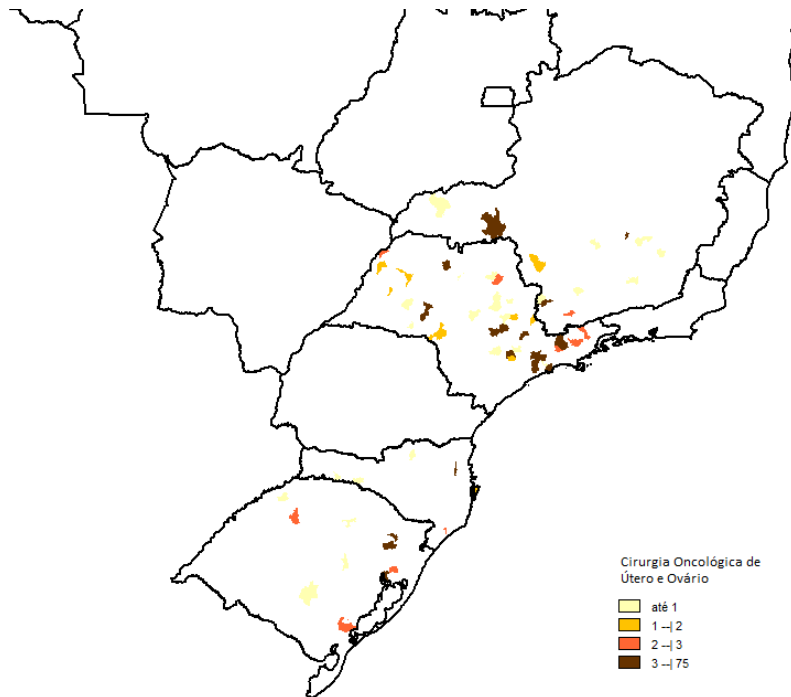 Cirurgia Oncológica de
Útero e Ovário
até 1
1 --| 2
2 --| 3
3 --| 75